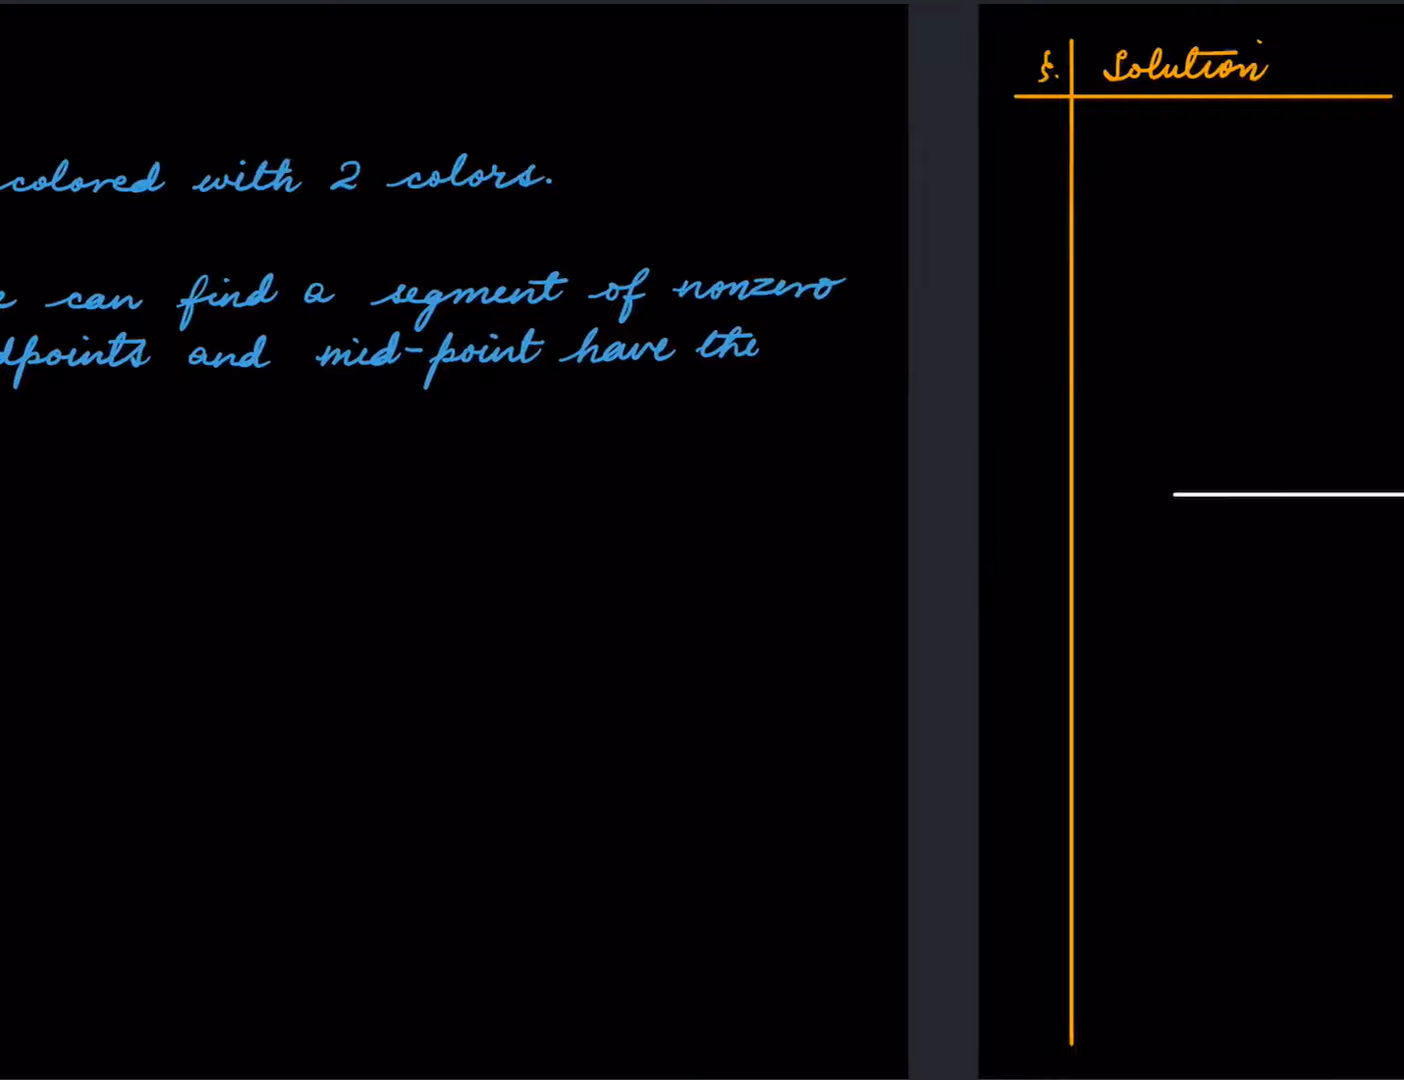 colored with 2 colors.
can find a segment of nonzero
dpoints and mid-point have the
5. Solution